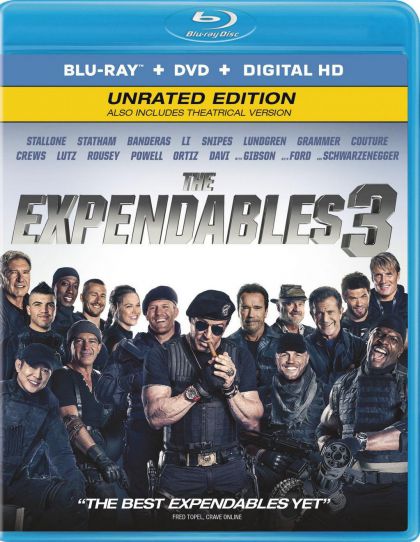 Blu-ray Disc
BLU-RAY™ + DVD + DIGITAL HD
UNRATED EDITION
ALSO INCLUDES THEATRICAL VERSION
STALLONE STATHAM BANDERAS LI SNIPES LUNDGREN GRAMMER COUTURE
CREWS LUTZ ROUSEY POWELL ORTIZ DAVI GIBSON FORD SCHWARZENEGGER
THE
EXPENDABLES 3
"THE BEST EXPENDABLES YET"
FRED TOPEL, CRAVE ONLINE